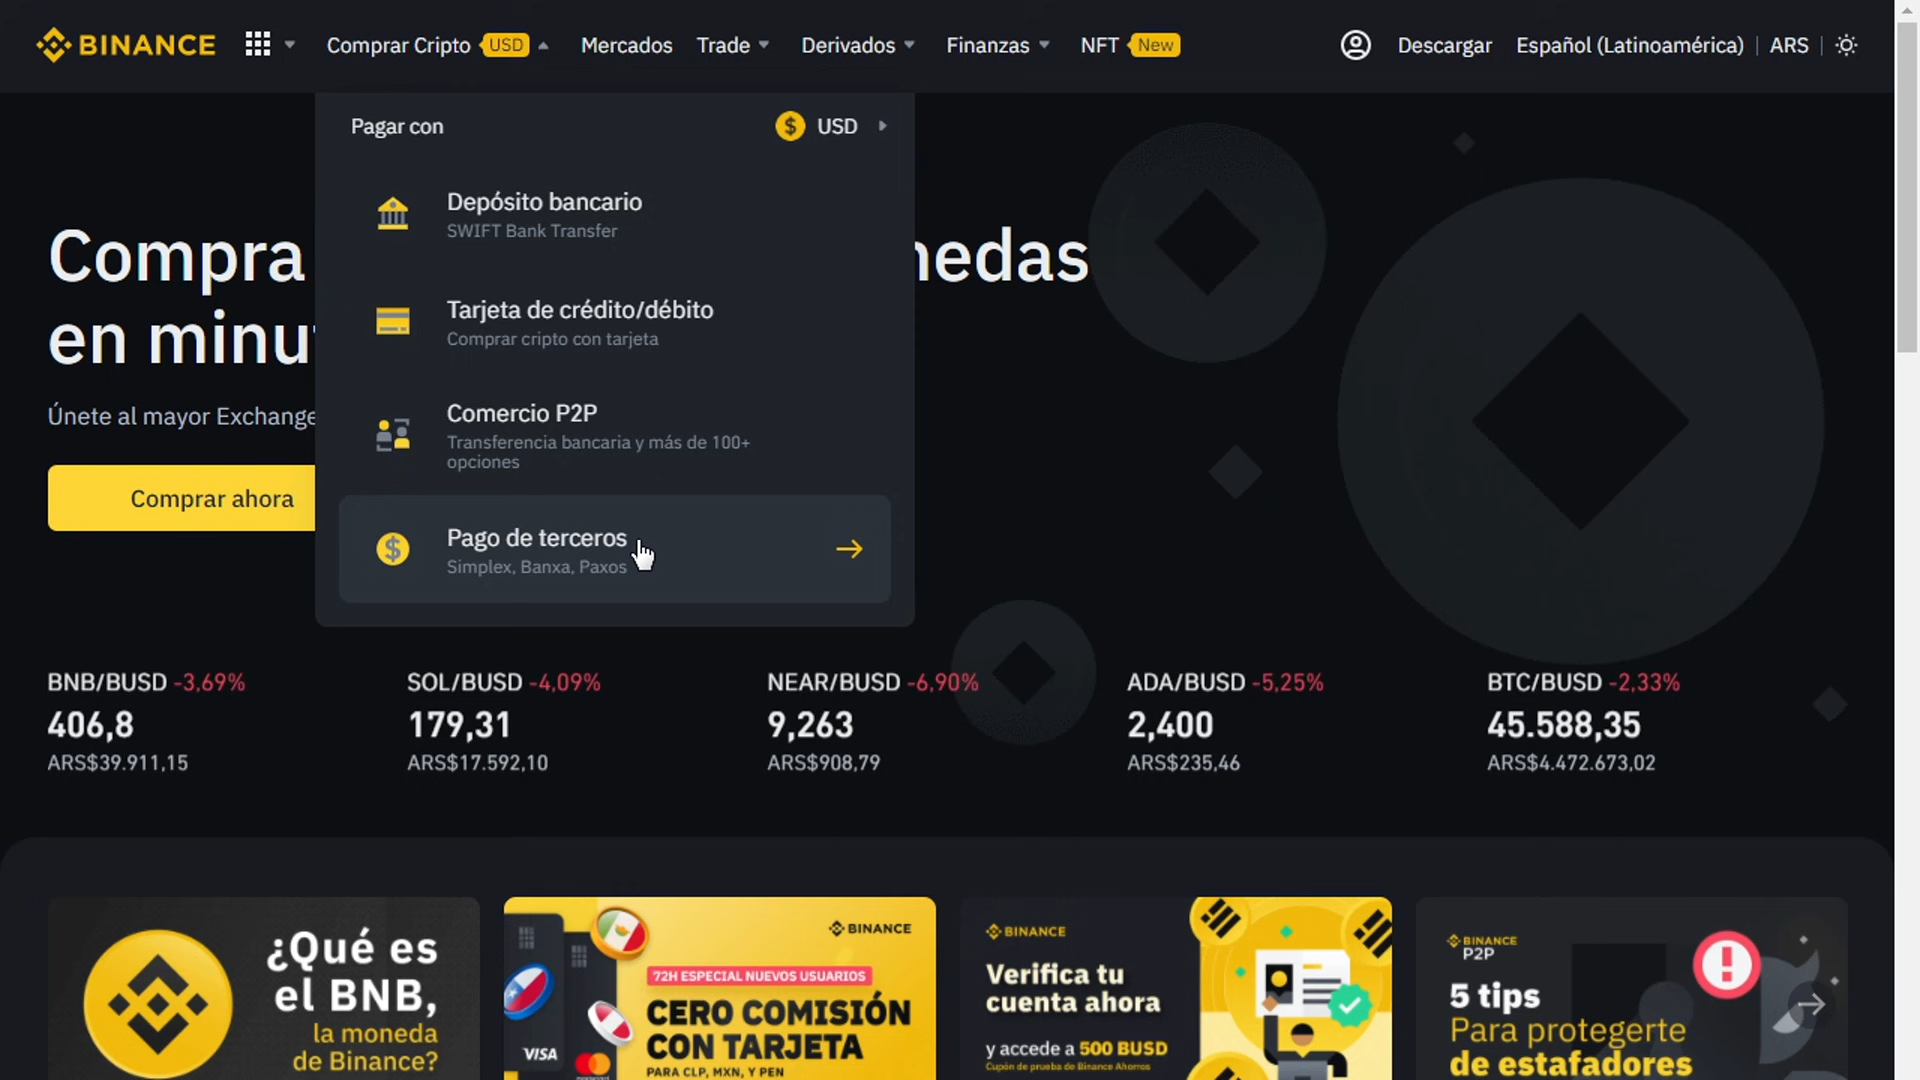 BINANCE
Comprar Cripto USD
Mercados
Trade
Derivados
Finanzas
NFT New
Descargar
Español (Latinoamérica)
ARS
Pagar con
$ USD
Depósito bancario
SWIFT Bank Transfer
Tarjeta de crédito/débito
Comprar cripto con tarjeta
Comercio P2P
Transferencia bancaria y más de 100+
opciones
$ Pago de terceros
Simplex, Banxa, Paxos
Compra nedas
en minu
Únete al mayor Exchange
Comprar ahora
BNB/BUSD -3,69%
406,8
ARS$39.911,15
SOL/BUSD -4,09%
179,31
ARS$17.592,10
NEAR/BUSD -6,90%
9,263
ARS$908,79
ADA/BUSD -5,25%
2,400
ARS$235,46
BTC/BUSD -2,33%
45.588,35
ARS$4.472.673,02
¿Qué es
el BNB,
la moneda
de Binance?
BINANCE
72H ESPECIAL NUEVOS USUARIOS
CERO COMISIÓN
CON TARJETA
PARA CLP, MXN, Y PEN
VISA
BINANCE
Verifica tu
cuenta ahora
y accede a 500 BUSD
Cupón de prueba de Binance Ahorros
BINANCE
P2P
5 tips
Para protegerte
de estafadores